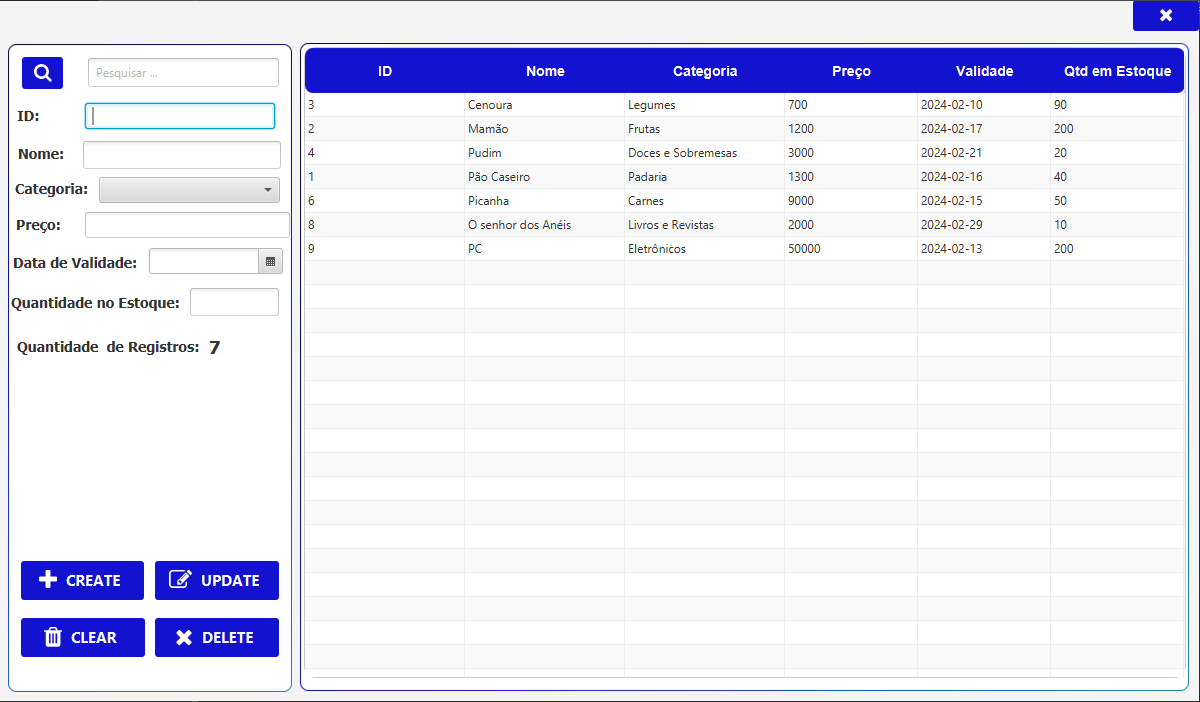 Pesquisar ...
ID:
Nome:
Categoria:
Preço:
Data de Validade:
Quantidade no Estoque:
Quantidade de Registros: 7
CREATE UPDATE
CLEAR DELETE
ID Nome Categoria Preço Validade Qtd em Estoque
3 Cenoura Legumes 700 2024-02-10 90
2 Mamão Frutas 1200 2024-02-17 200
4 Pudim Doces e Sobremesas 3000 2024-02-21 20
1 Pão Caseiro Padaria 1300 2024-02-16 40
6 Picanha Carnes 9000 2024-02-15 50
8 O senhor dos Anéis Livros e Revistas 2000 2024-02-29 10
9 PC Eletrônicos 50000 2024-02-13 200